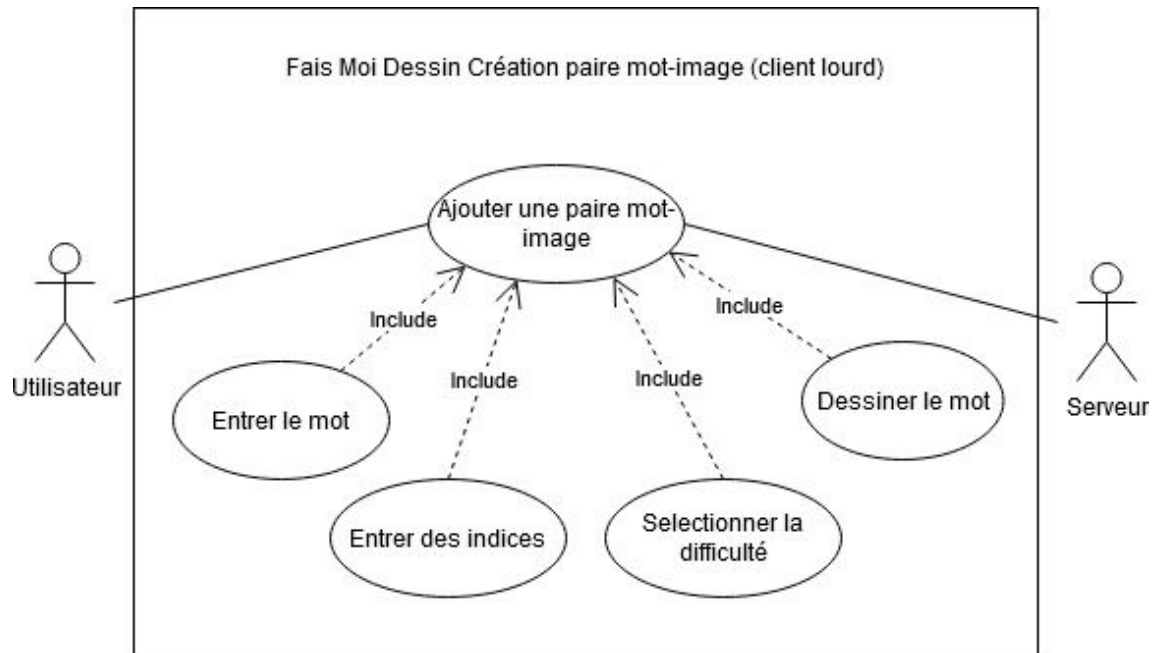 Fais Moi Dessin Création paire mot-image (client lourd)
Ajouter une paire mot-
image
Include
Include
Include
Include
Utilisateur
Entrer le mot
Dessiner le mot
Serveur
Entrer des indices
Selectionner la
difficulté